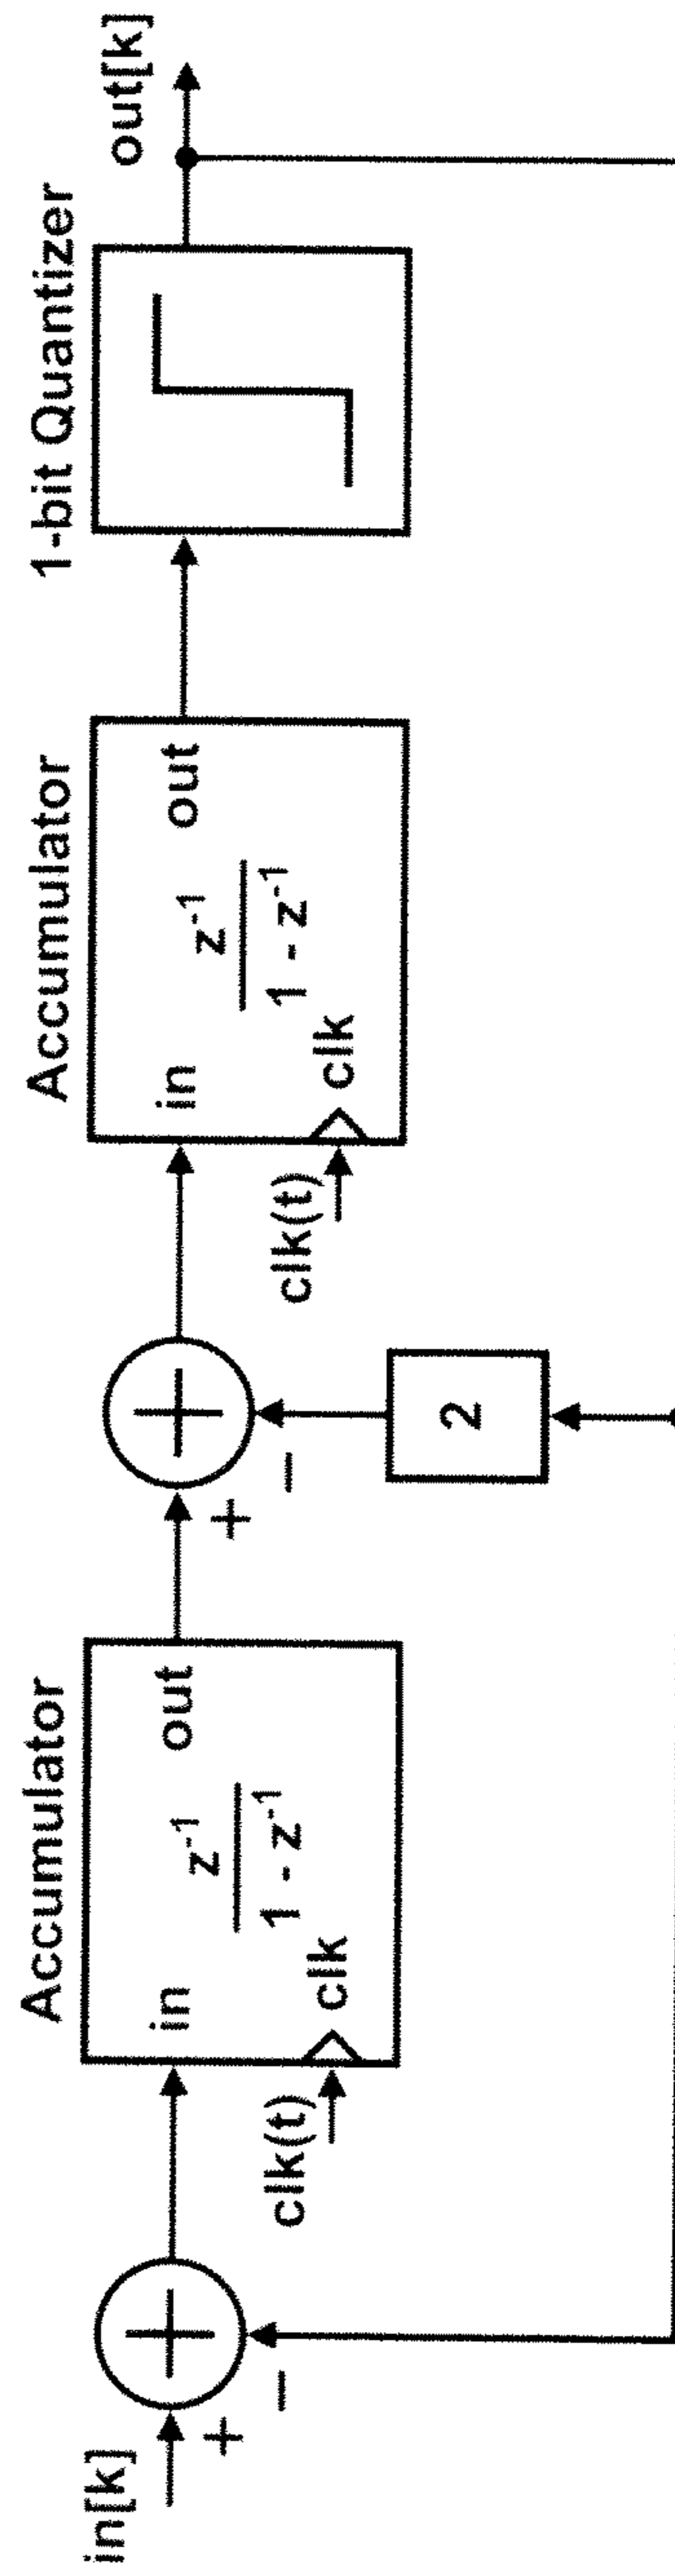 in[k]
+
−
Accumulator
in
out
z⁻¹
1 - z⁻¹
clk
clk(t)
+
−
2
Accumulator
in
out
z⁻¹
1 - z⁻¹
clk
clk(t)
1-bit Quantizer
out[k]